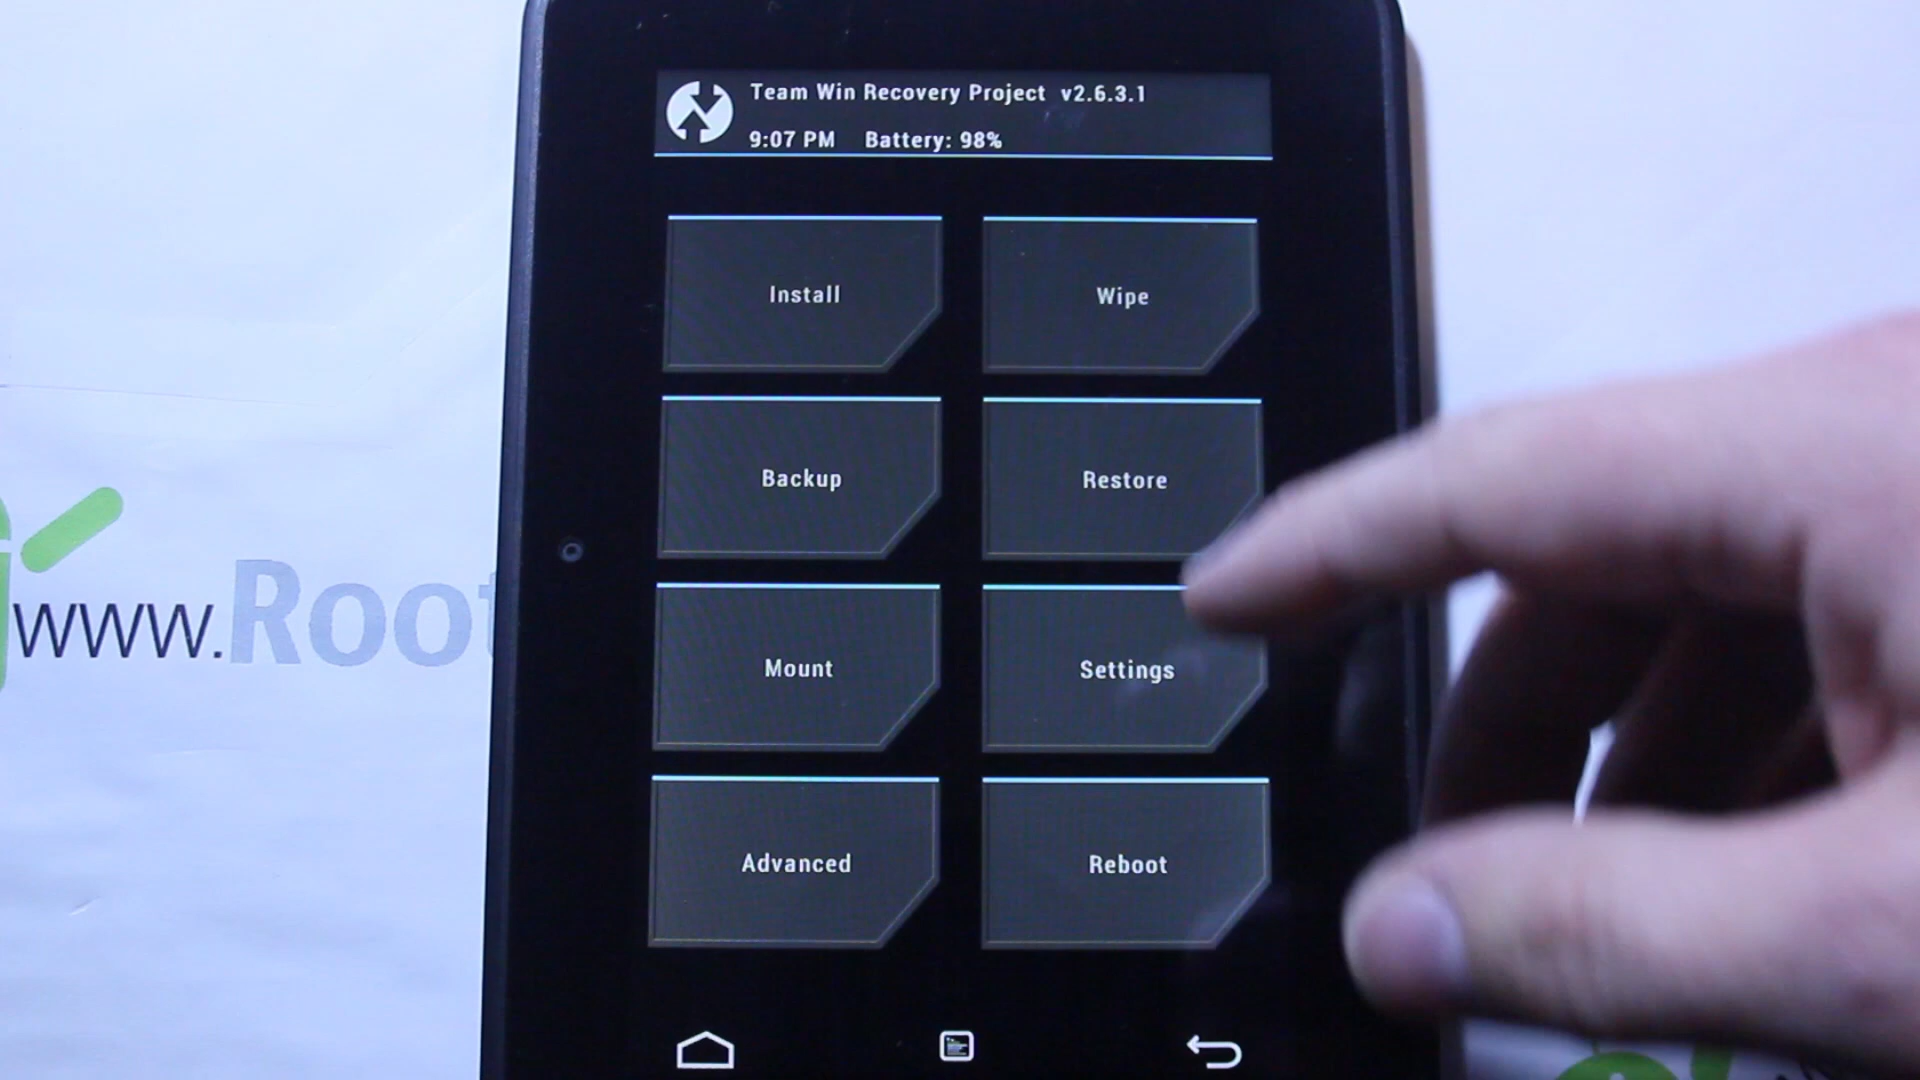 Team Win Recovery Project v2.6.3.1
9:07 PM Battery: 98%
Install
Wipe
Backup
Restore
www.Root
Mount
Settings
Advanced
Reboot